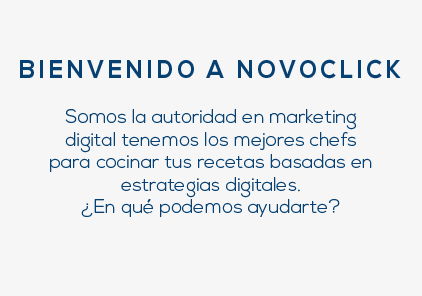 BIENVENIDO A NOVOCLICK
Somos la autoridad en marketing
digital tenemos los mejores chefs
para cocinar tus recetas basadas en
estrategias digitales.
¿En qué podemos ayudarte?